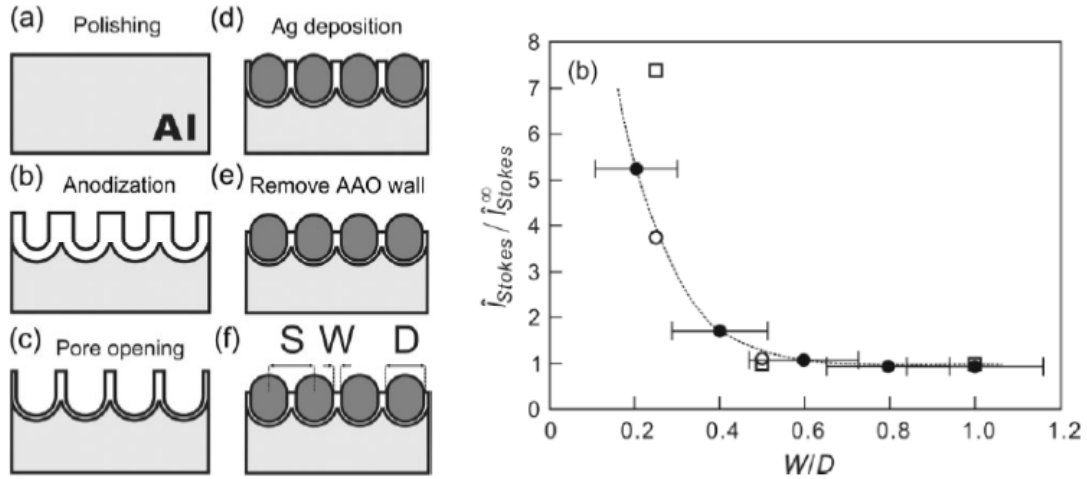 (a) Polishing
Al
(b) Anodization
(c) Pore opening
(d) Ag deposition
(e) Remove AAO wall
(f) S W D
(b)
8
7
6
5
4
3
2
1
0
0 0.2 0.4 0.6 0.8 1.0 1.2
Î_Stokes / Î^∞_Stokes
W/D